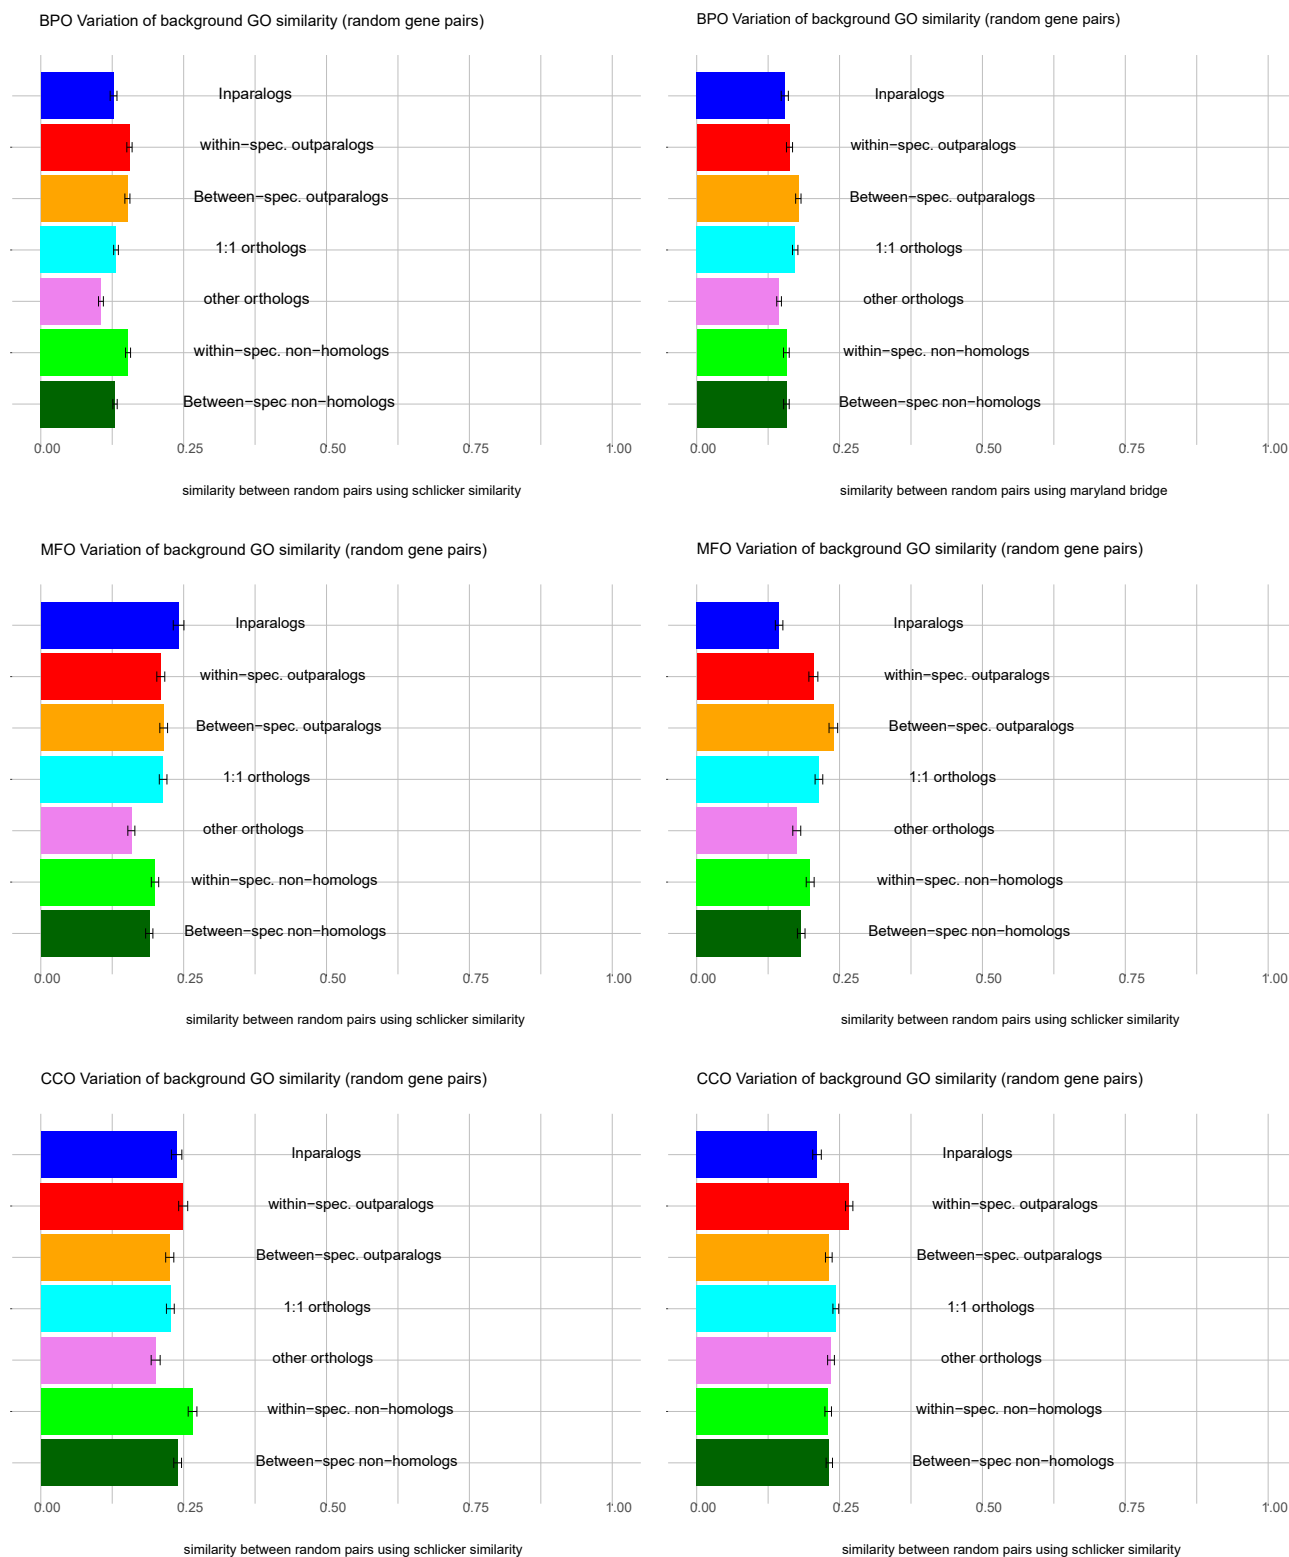 BPO Variation of background GO similarity (random gene pairs)
Inparalogs
within−spec. outparalogs
Between−spec. outparalogs
1:1 orthologs
other orthologs
within−spec. non−homologs
Between−spec non−homologs
0.00 0.25 0.50 0.75 1.00
similarity between random pairs using schlicker similarity
BPO Variation of background GO similarity (random gene pairs)
Inparalogs
within−spec. outparalogs
Between−spec. outparalogs
1:1 orthologs
other orthologs
within−spec. non−homologs
Between−spec non−homologs
0.00 0.25 0.50 0.75 1.00
similarity between random pairs using maryland bridge
MFO Variation of background GO similarity (random gene pairs)
Inparalogs
within−spec. outparalogs
Between−spec. outparalogs
1:1 orthologs
other orthologs
within−spec. non−homologs
Between−spec non−homologs
0.00 0.25 0.50 0.75 1.00
similarity between random pairs using schlicker similarity
MFO Variation of background GO similarity (random gene pairs)
Inparalogs
within−spec. outparalogs
Between−spec. outparalogs
1:1 orthologs
other orthologs
within−spec. non−homologs
Between−spec non−homologs
0.00 0.25 0.50 0.75 1.00
similarity between random pairs using schlicker similarity
CCO Variation of background GO similarity (random gene pairs)
Inparalogs
within−spec. outparalogs
Between−spec. outparalogs
1:1 orthologs
other orthologs
within−spec. non−homologs
Between−spec non−homologs
0.00 0.25 0.50 0.75 1.00
similarity between random pairs using schlicker similarity
CCO Variation of background GO similarity (random gene pairs)
Inparalogs
within−spec. outparalogs
Between−spec. outparalogs
1:1 orthologs
other orthologs
within−spec. non−homologs
Between−spec non−homologs
0.00 0.25 0.50 0.75 1.00
similarity between random pairs using schlicker similarity